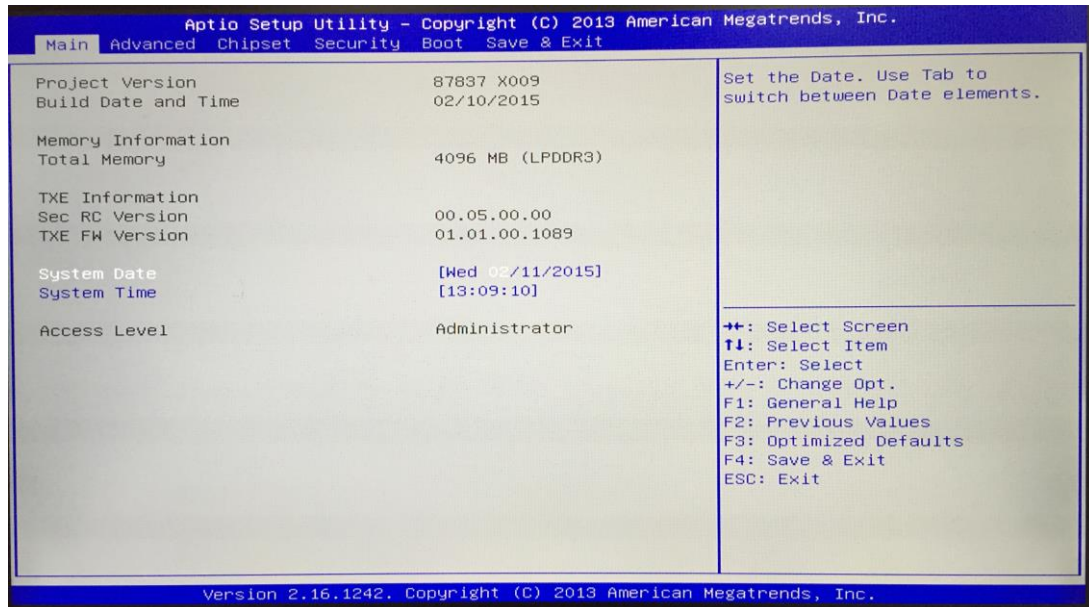 Aptio Setup Utility – Copyright (C) 2013 American Megatrends, Inc.
Main Advanced Chipset Security Boot Save & Exit
Project Version 87837 X009
Build Date and Time 02/10/2015
Memory Information
Total Memory 4096 MB (LPDDR3)
TXE Information
Sec RC Version 00.05.00.00
TXE FW Version 01.01.00.1089
System Date [Wed 02/11/2015]
System Time [13:09:10]
Access Level Administrator
Set the Date. Use Tab to
switch between Date elements.
→←: Select Screen
↑↓: Select Item
Enter: Select
+/-: Change Opt.
F1: General Help
F2: Previous Values
F3: Optimized Defaults
F4: Save & Exit
ESC: Exit
Version 2.16.1242. Copyright (C) 2013 American Megatrends, Inc.